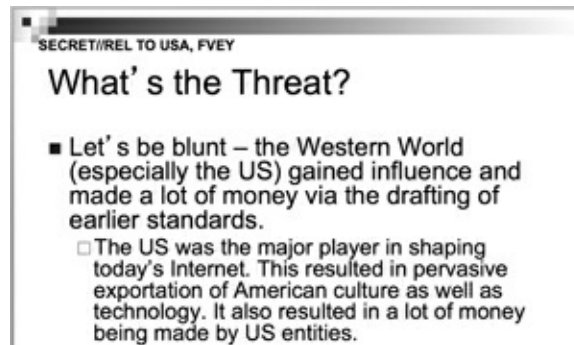 SECRET//REL TO USA, FVEY
What's the Threat?
■ Let's be blunt – the Western World
(especially the US) gained influence and
made a lot of money via the drafting of
earlier standards.
□ The US was the major player in shaping
today's Internet. This resulted in pervasive
exportation of American culture as well as
technology. It also resulted in a lot of money
being made by US entities.